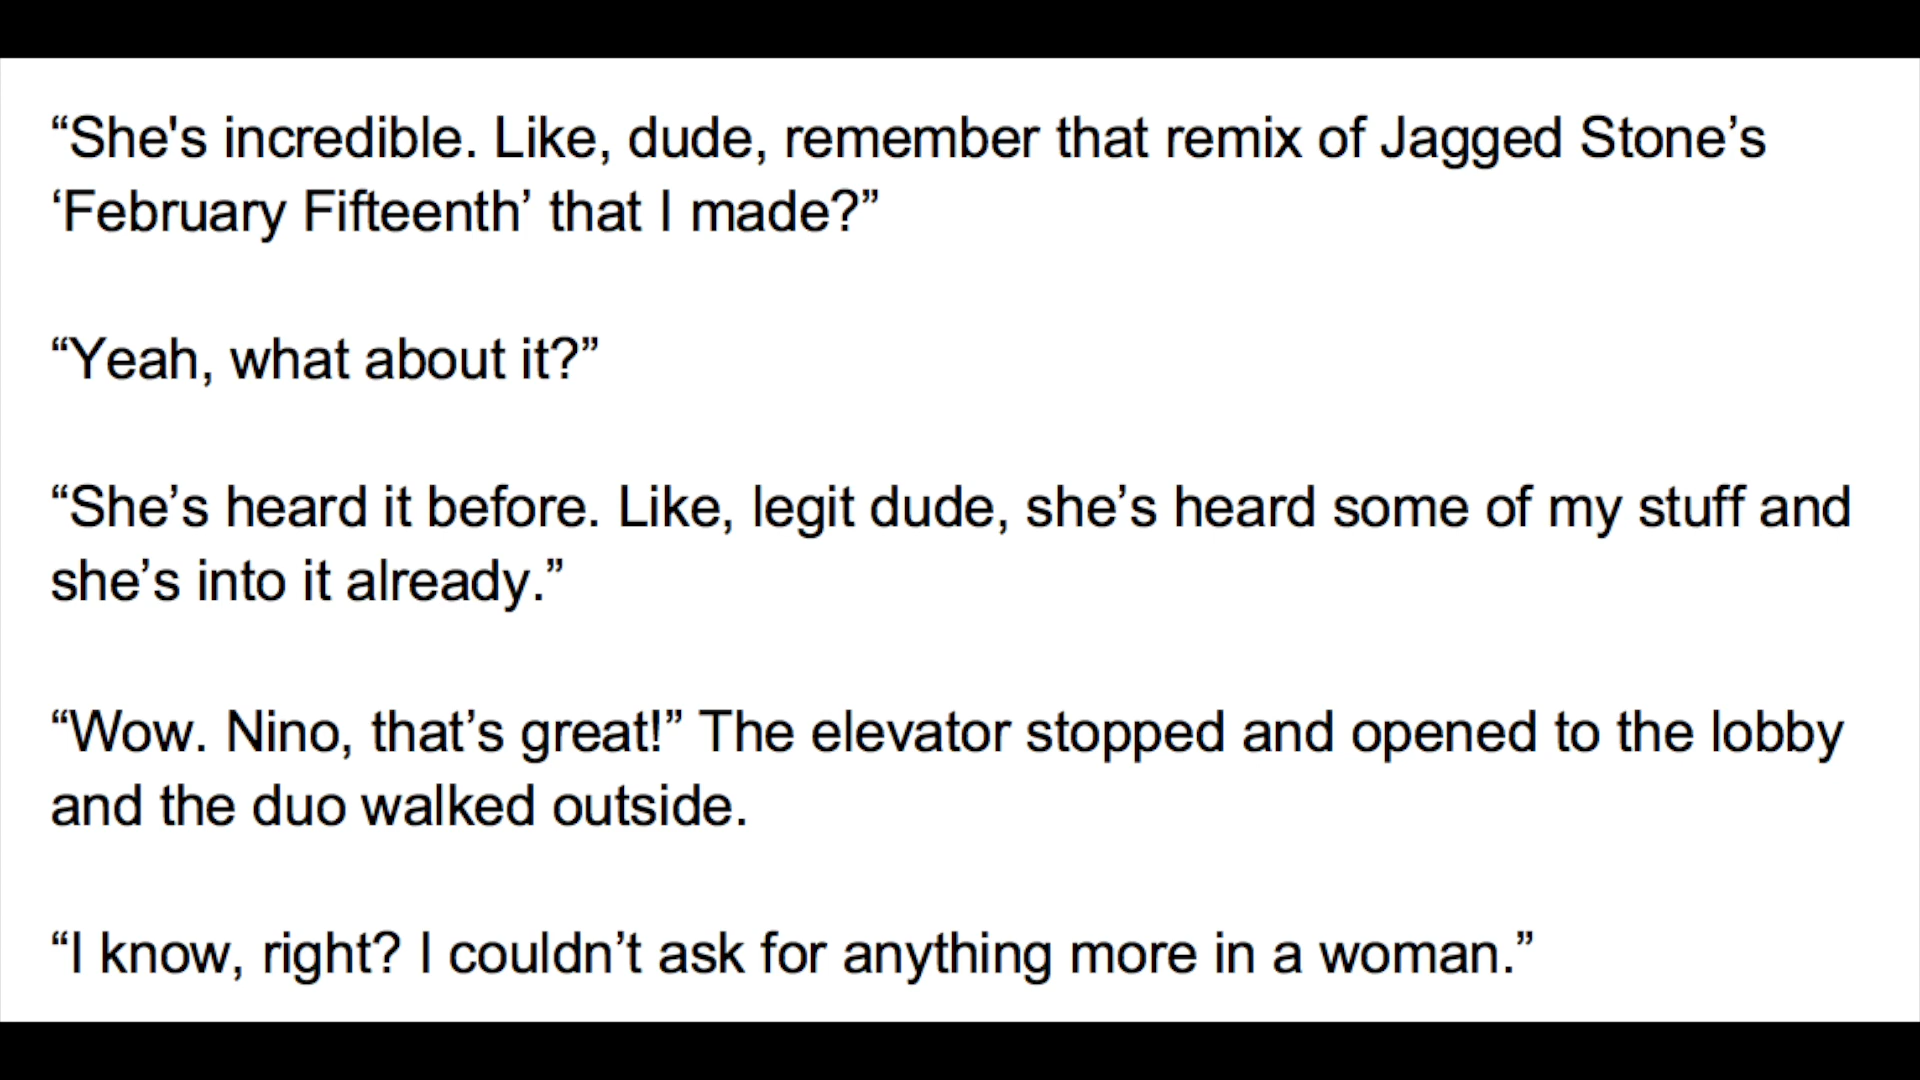 “She's incredible. Like, dude, remember that remix of Jagged Stone’s
‘February Fifteenth’ that I made?”
“Yeah, what about it?”
“She’s heard it before. Like, legit dude, she’s heard some of my stuff and
she’s into it already.”
“Wow. Nino, that’s great!” The elevator stopped and opened to the lobby
and the duo walked outside.
“I know, right? I couldn’t ask for anything more in a woman.”